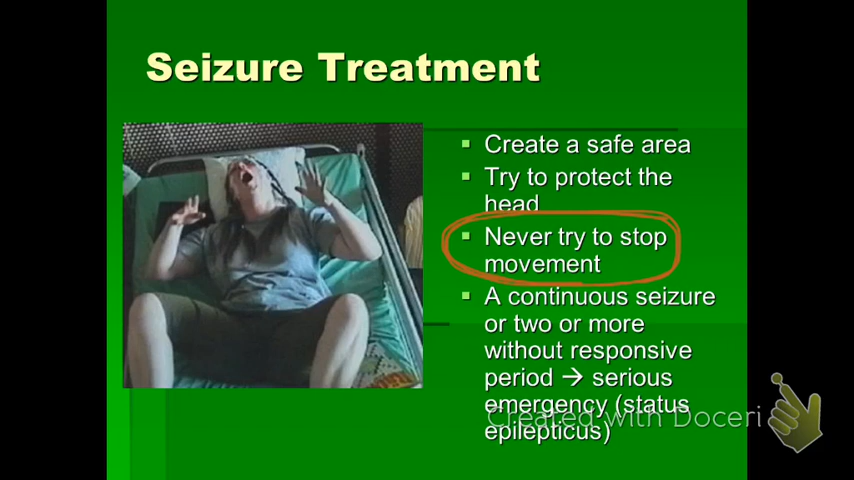 Seizure Treatment
Create a safe area
Try to protect the
head
Never try to stop
movement
A continuous seizure
or two or more
without responsive
period → serious
emergency (status
epilepticus)
Created with Doceri